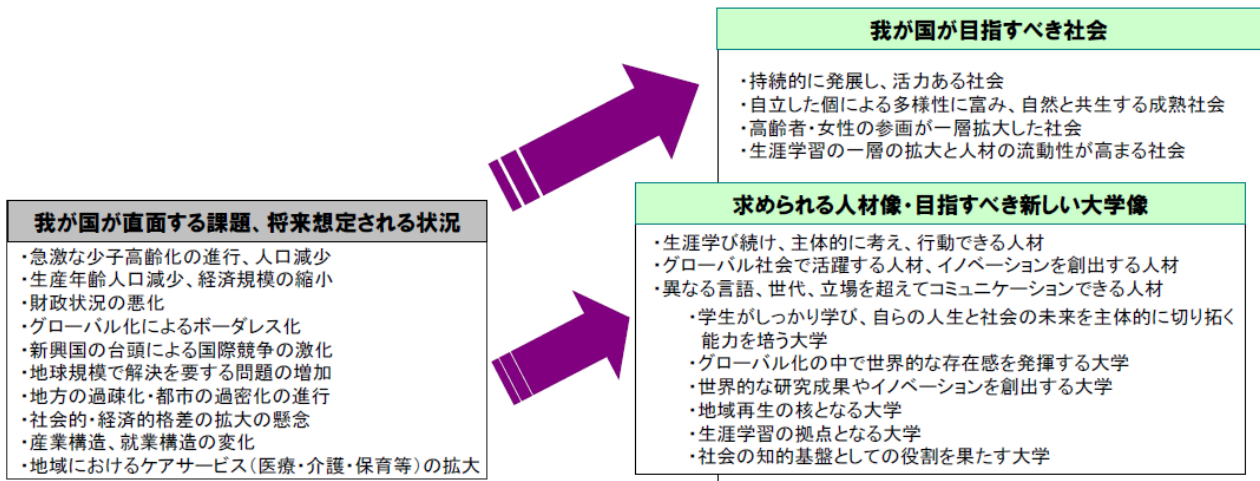 我が国が目指すべき社会
・持続的に発展し、活力ある社会
・自立した個による多様性に富み、自然と共生する成熟社会
・高齢者・女性の参画が一層拡大した社会
・生涯学習の一層の拡大と人材の流動性が高まる社会
我が国が直面する課題、将来想定される状況
・急激な少子高齢化の進行、人口減少
・生産年齢人口減少、経済規模の縮小
・財政状況の悪化
・グローバル化によるボーダレス化
・新興国の台頭による国際競争の激化
・地球規模で解決を要する問題の増加
・地方の過疎化・都市の過密化の進行
・社会的・経済的格差の拡大の懸念
・産業構造、就業構造の変化
・地域におけるケアサービス（医療・介護・保育等）の拡大
求められる人材像・目指すべき新しい大学像
・生涯学び続け、主体的に考え、行動できる人材
・グローバル社会で活躍する人材、イノベーションを創出する人材
・異なる言語、世代、立場を超えてコミュニケーションできる人材
・学生がしっかり学び、自らの人生と社会の未来を主体的に切り拓く
能力を培う大学
・グローバル化の中で世界的な存在感を発揮する大学
・世界的な研究成果やイノベーションを創出する大学
・地域再生の核となる大学
・生涯学習の拠点となる大学
・社会の知的基盤としての役割を果たす大学